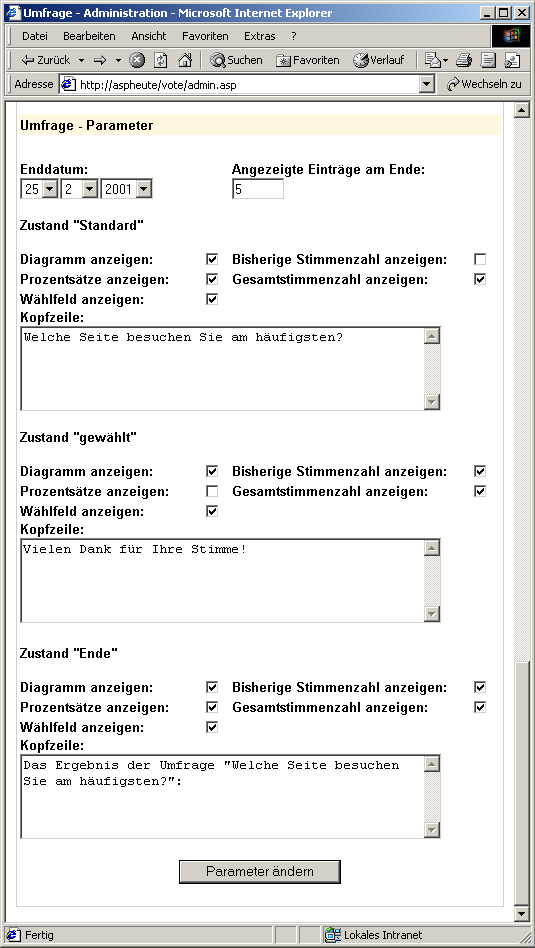 Umfrage - Administration - Microsoft Internet Explorer
Datei Bearbeiten Ansicht Favoriten Extras ?
Zurück Suchen Favoriten Verlauf
Adresse http://aspheute/vote/admin.asp Wechseln zu
Umfrage - Parameter
Enddatum: Angezeigte Einträge am Ende:
25 2 2001 5
Zustand "Standard"
Diagramm anzeigen: Bisherige Stimmenzahl anzeigen:
Prozentsätze anzeigen: Gesamtstimmenzahl anzeigen:
Wählfeld anzeigen:
Kopfzeile:
Welche Seite besuchen Sie am häufigsten?
Zustand "gewählt"
Diagramm anzeigen: Bisherige Stimmenzahl anzeigen:
Prozentsätze anzeigen: Gesamtstimmenzahl anzeigen:
Wählfeld anzeigen:
Kopfzeile:
Vielen Dank für Ihre Stimme!
Zustand "Ende"
Diagramm anzeigen: Bisherige Stimmenzahl anzeigen:
Prozentsätze anzeigen: Gesamtstimmenzahl anzeigen:
Wählfeld anzeigen:
Kopfzeile:
Das Ergebnis der Umfrage "Welche Seite besuchen
Sie am häufigsten?":
Parameter ändern
Fertig Lokales Intranet